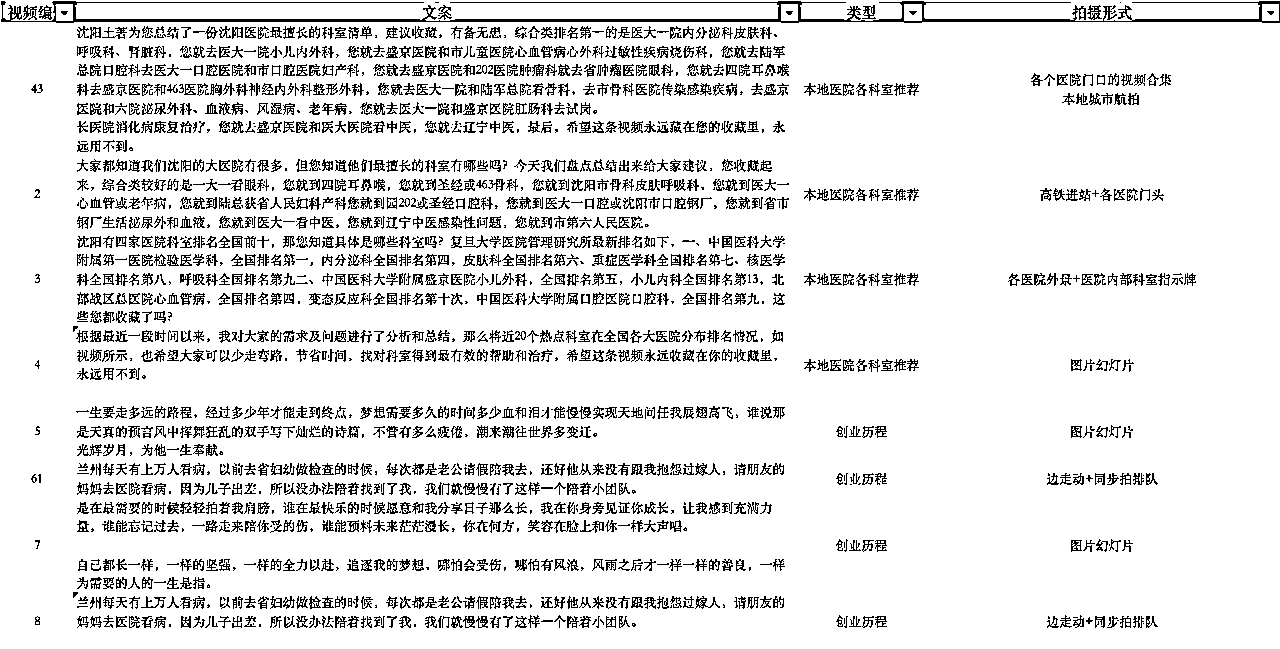 视频编 文案 类型 拍摄形式
沈阳土著为您总结了一份沈阳医院最擅长的科室清单，建议收藏，有备无患，综合类排名第一的是医大一院内分泌科皮肤科、
呼吸科、肾脏科，您就去医大一院小儿内外科，您就去盛京医院和市儿童医院心血管病心外科过敏性疾病烧伤科，您就去陆军
总院口腔科去医大一口腔医院和市口腔医院妇产科，您就去盛京医院和202医院肿瘤科就去省肿瘤医院眼科，您就去四院耳鼻喉
43 科去盛京医院和463医院胸外科神经内外科整形外科，您就去医大一院和陆军总院看骨科，去市骨科医院传染感染疾病，去盛京 本地医院各科室推荐 各个医院门口的视频合集
本地城市航拍
医院和六院泌尿外科、血液病、风湿病、老年病，您就去医大一院和盛京医院肛肠科去试岗。
长医院消化病康复治疗，您就去盛京医院和医大医院看中医，您就去辽宁中医，最后，希望这条视频永远藏在您的收藏里，永
远用不到。
大家都知道我们沈阳的大医院有很多，但您知道他们最擅长的科室有哪些吗？今天我们盘点总结出来给大家建议，您收藏起
来，综合类较好的是一大一看眼科，您就到四院耳鼻喉，您就到圣经或463骨科，您就到沈阳市骨科皮肤呼吸科，您就到医大一
2 心血管或老年病，您就到陆总获省人民妇科产科您就到囩202或圣经口腔科，您就到医大一口腔或沈阳市口腔钢厂，您就到省市 本地医院各科室推荐 高铁进站+各医院门头
钢厂生活泌尿外和血液，您就到医大一看中医，您就到辽宁中医感染性问题，您就到市第六人民医院。
沈阳有四家医院科室排名全国前十，那您知道具体是哪些科室吗？复旦大学医院管理研究所最新排名如下，一、中国医科大学
附属第一医院检验医学科，全国排名第一，内分泌科全国排名第四，皮肤科全国排名第六、重症医学科全国排名第七、核医学
3 科全国排名第八，呼吸科全国排名第九二、中国医科大学附属盛京医院小儿外科，全国排名第五，小儿内科全国排名第13，北 本地医院各科室推荐 各医院外景+医院内部科室指示牌
部战区总医院心血管病，全国排名第四，变态反应科全国排名第十次，中国医科大学附属口腔医院口腔科，全国排名第九，这
些您都收藏了吗？
根据最近一段时间以来，我对大家的需求及问题进行了分析和总结，那么将近20个热点科室在全国各大医院分布排名情况，如
视频所示，也希望大家可以少走弯路，节省时间，找对科室得到最有效的帮助和治疗，希望这条视频永远收藏在你的收藏里，
4 永远用不到。 本地医院各科室推荐 图片幻灯片
一生要走多远的路程，经过多少年才能走到终点，梦想需要多久的时间多少血和泪才能慢慢实现天地间任我展翅高飞，谁说那
5 是天真的预言风中挥舞狂乱的双手写下灿烂的诗篇，不管有多么疲倦，潮来潮往世界多变迁。 创业历程 图片幻灯片
光辉岁月，为他一生奉献。
兰州每天有上万人看病，以前去省妇幼做检查的时候，每次都是老公请假陪我去，还好他从来没有跟我抱怨过嫁人，请朋友的
61 妈妈去医院看病，因为儿子出差，所以没办法陪着找到了我，我们就慢慢有了这样一个陪着小团队。 创业历程 边走动+同步拍排队
是在最需要的时候轻轻拍着我肩膀，谁在最快乐的时候愿意和我分享日子那么长，我在你身旁见证你成长，让我感到充满力
量，谁能忘记过去，一路走来陪你受的伤，谁能预料未来茫茫漫长，你在何方，笑容在脸上和你一样大声唱。
7 创业历程 图片幻灯片
自己都长一样，一样的坚强，一样的全力以赴，追逐我的梦想，哪怕会受伤，哪怕有风浪，风雨之后才一样一样的善良，一样
为需要的人的一生是指。
兰州每天有上万人看病，以前去省妇幼做检查的时候，每次都是老公请假陪我去，还好他从来没有跟我抱怨过嫁人，请朋友的
8 妈妈去医院看病，因为儿子出差，所以没办法陪着找到了我，我们就慢慢有了这样一个陪着小团队。 创业历程 边走动+同步拍排队